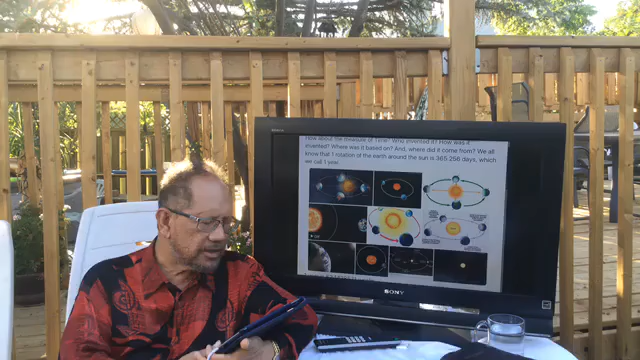 How about the measure of Time? Who invented it? How was it
invented? Where was it based on? And, where did it come from? We all
know that 1 rotation of the earth around the sun is 365.256 days, which
we call 1 year.
SONY